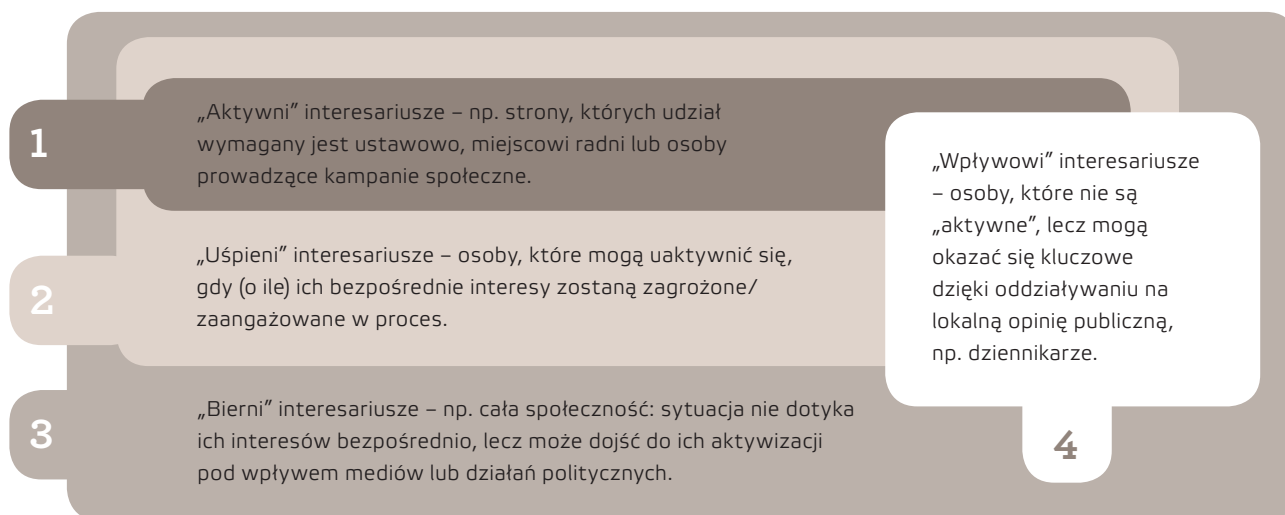 1
„Aktywni” interesariusze – np. strony, których udział
wymagany jest ustawowo, miejscowi radni lub osoby
prowadzące kampanie społeczne.
2
„Uśpieni” interesariusze – osoby, które mogą uaktywnić się,
gdy (o ile) ich bezpośrednie interesy zostaną zagrożone/
zaangażowane w proces.
3
„Bierni” interesariusze – np. cała społeczność: sytuacja nie dotyka
ich interesów bezpośrednio, lecz może dojść do ich aktywizacji
pod wpływem mediów lub działań politycznych.
„Wpływowi” interesariusze
– osoby, które nie są
„aktywne”, lecz mogą
okazać się kluczowe
dzięki oddziaływaniu na
lokalną opinię publiczną,
np. dziennikarze.
4